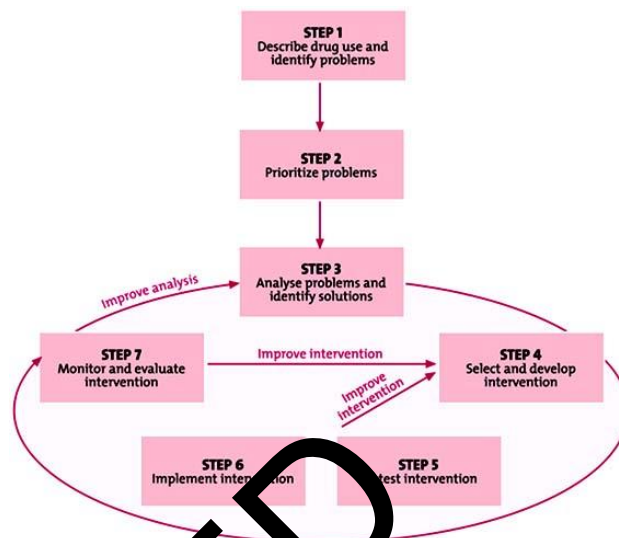 STEP 1
Describe drug use and
identify problems
STEP 2
Prioritize problems
STEP 3
Analyse problems and
identify solutions
Improve analysis
STEP 7
Monitor and evaluate
intervention
Improve intervention
STEP 4
Select and develop
intervention
Improve
intervention
STEP 6
Implement
STEP 5
intervention